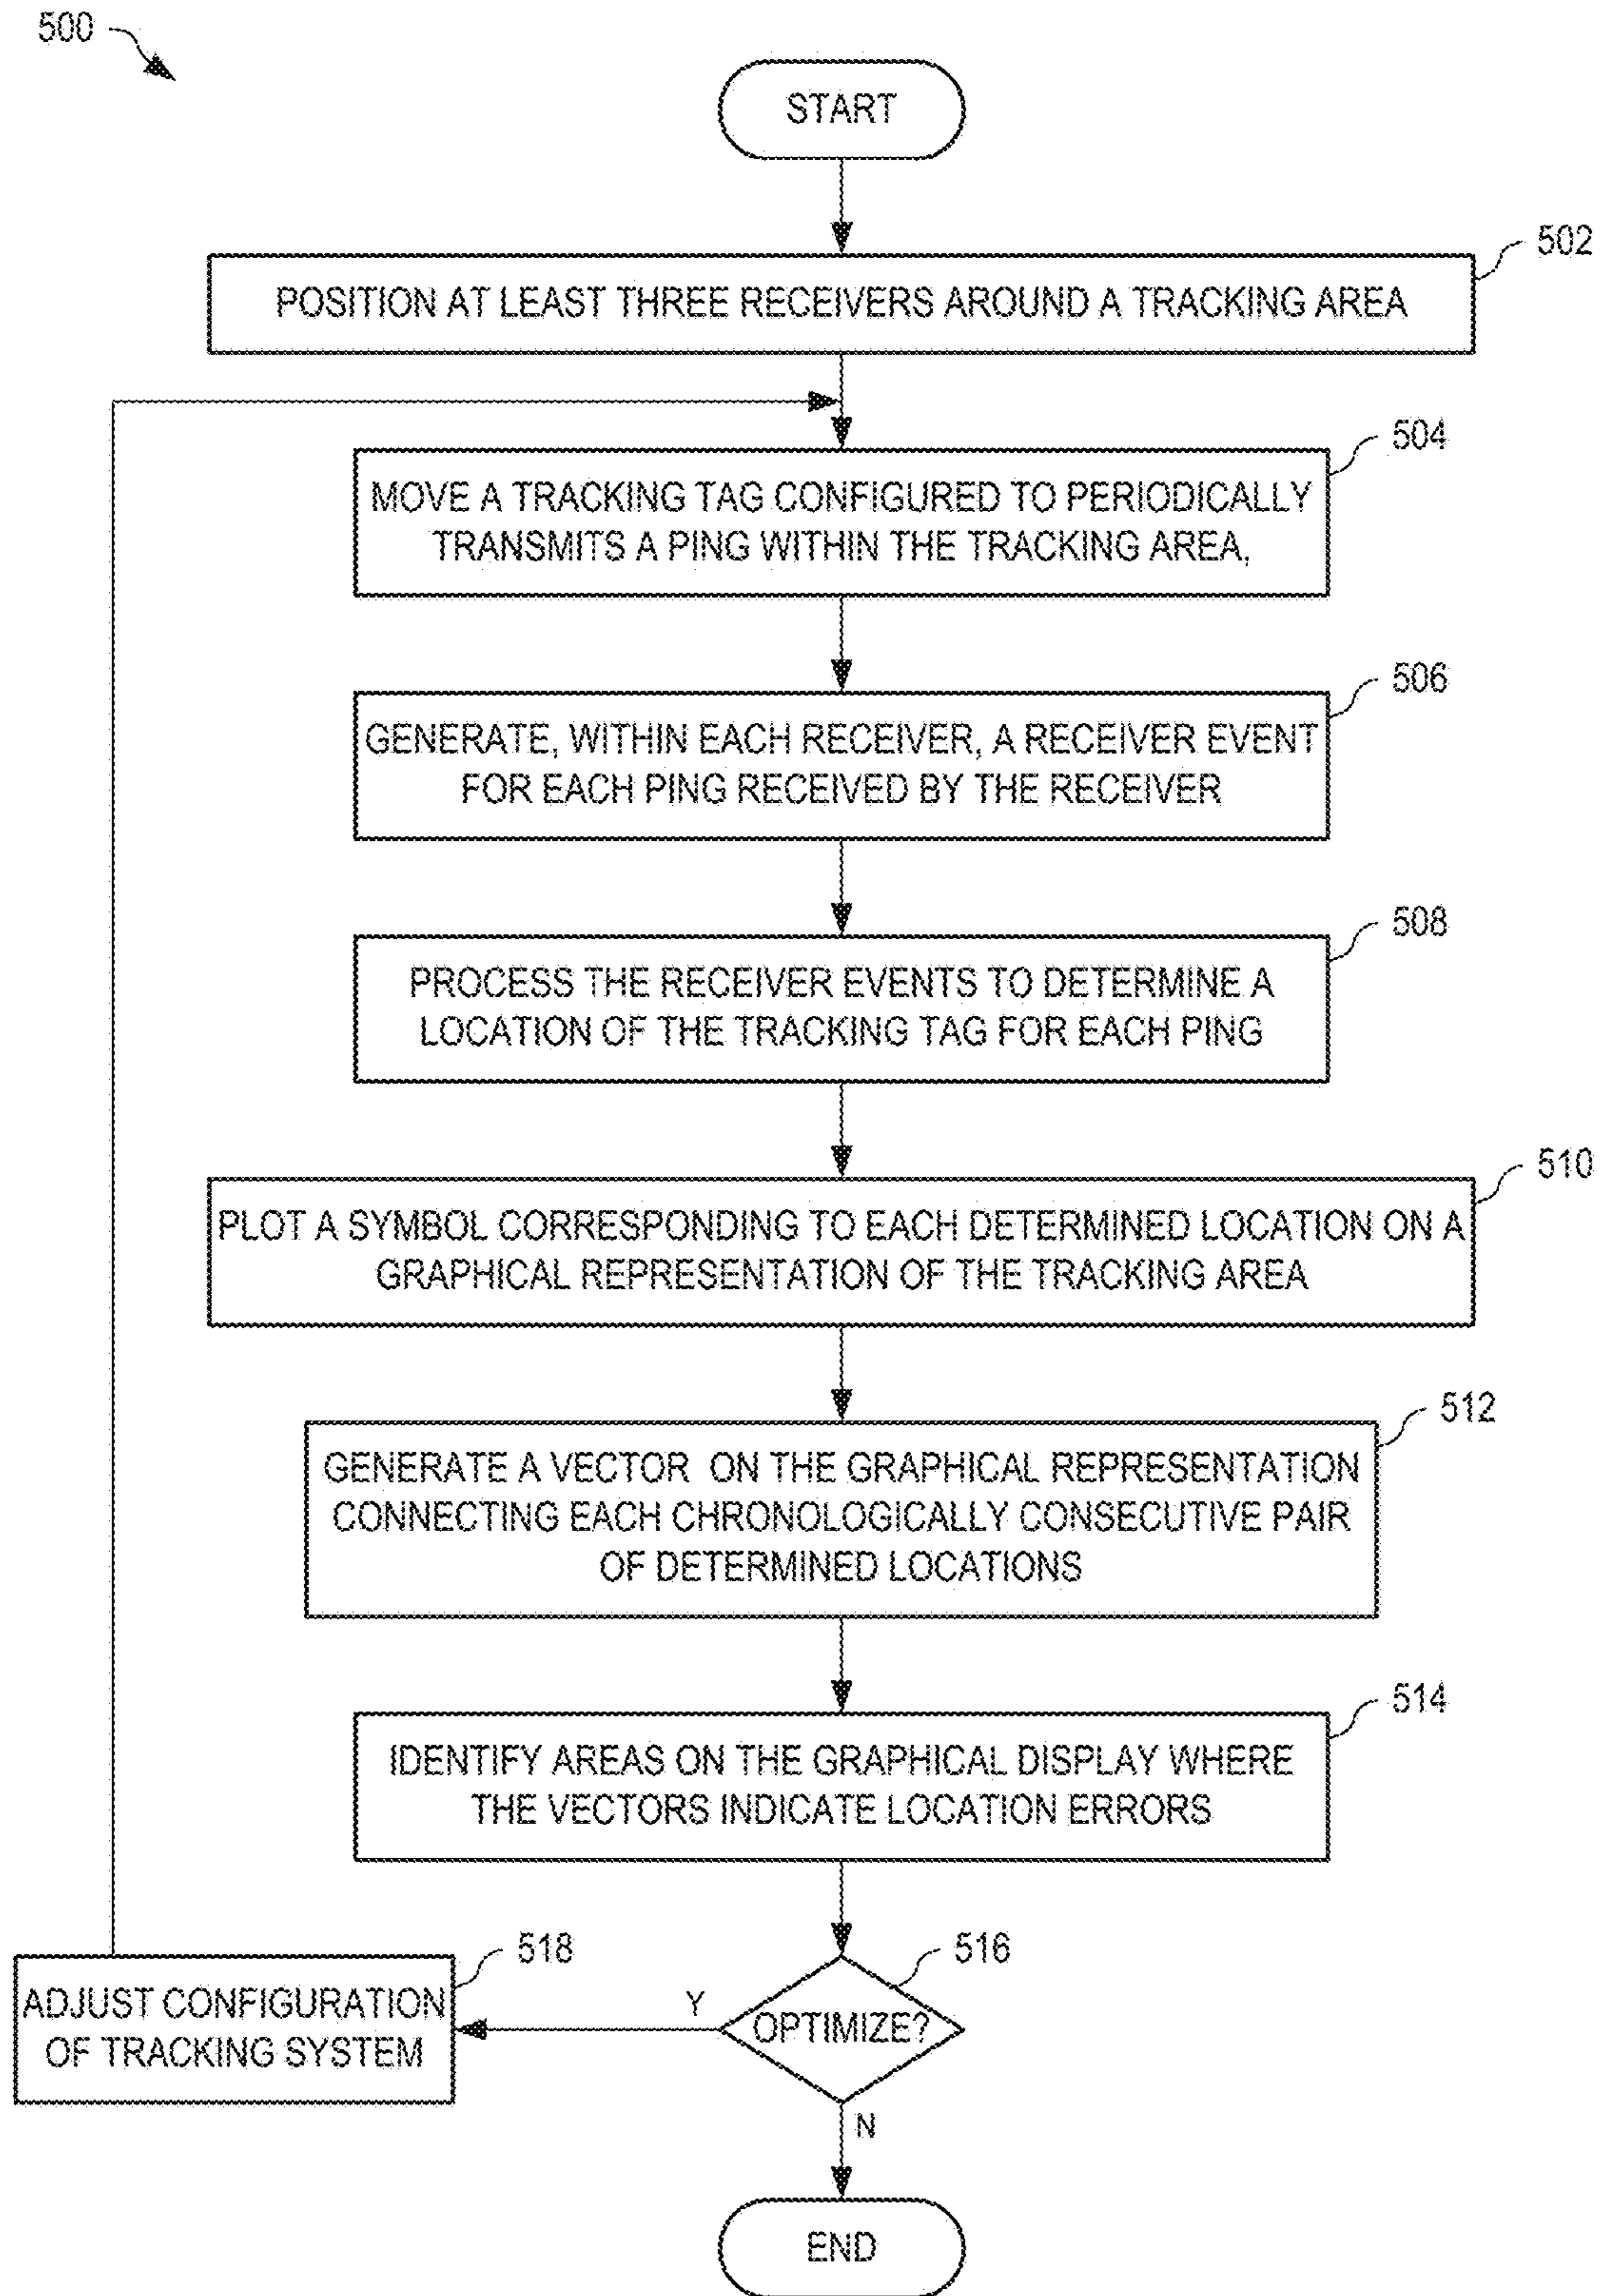 500
START
502
POSITION AT LEAST THREE RECEIVERS AROUND A TRACKING AREA
504
MOVE A TRACKING TAG CONFIGURED TO PERIODICALLY
TRANSMITS A PING WITHIN THE TRACKING AREA,
506
GENERATE, WITHIN EACH RECEIVER, A RECEIVER EVENT
FOR EACH PING RECEIVED BY THE RECEIVER
508
PROCESS THE RECEIVER EVENTS TO DETERMINE A
LOCATION OF THE TRACKING TAG FOR EACH PING
510
PLOT A SYMBOL CORRESPONDING TO EACH DETERMINED LOCATION ON A
GRAPHICAL REPRESENTATION OF THE TRACKING AREA
512
GENERATE A VECTOR ON THE GRAPHICAL REPRESENTATION
CONNECTING EACH CHRONOLOGICALLY CONSECUTIVE PAIR
OF DETERMINED LOCATIONS
514
IDENTIFY AREAS ON THE GRAPHICAL DISPLAY WHERE
THE VECTORS INDICATE LOCATION ERRORS
516
OPTIMIZE?
Y
518
ADJUST CONFIGURATION
OF TRACKING SYSTEM
N
END